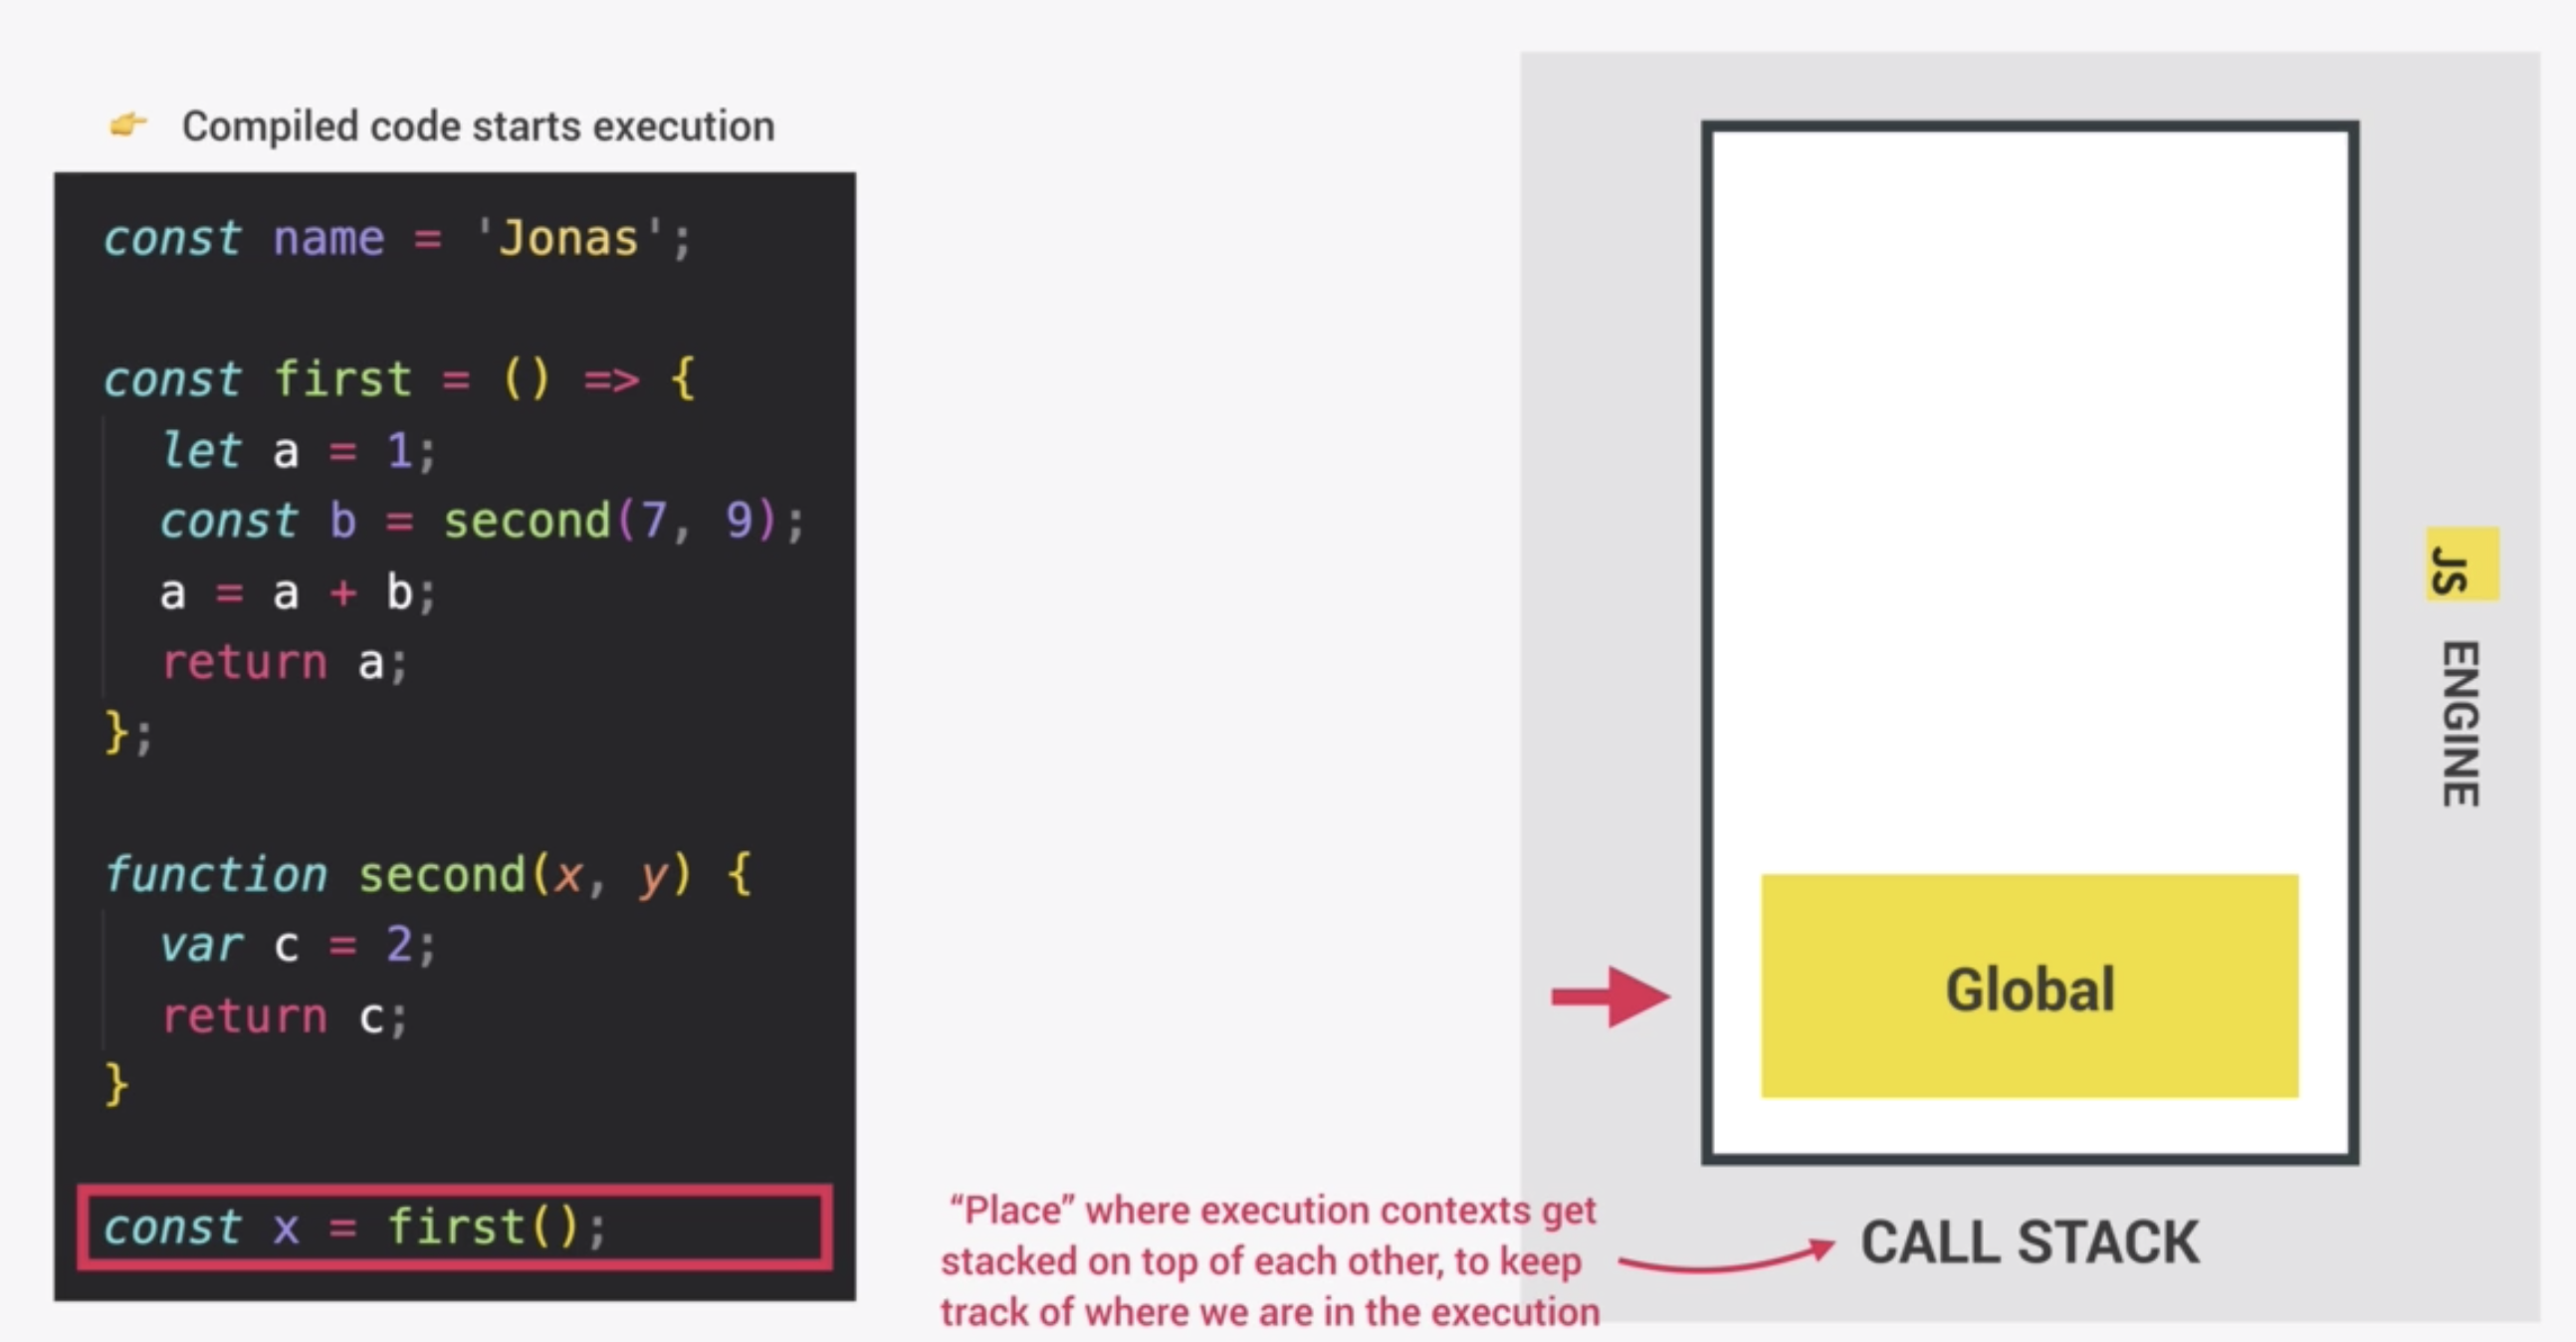 👉 Compiled code starts execution
const name = 'Jonas';
const first = () => {
let a = 1;
const b = second(7, 9);
a = a + b;
return a;
};
function second(x, y) {
var c = 2;
return c;
}
const x = first();
“Place” where execution contexts get
stacked on top of each other, to keep
track of where we are in the execution
Global
CALL STACK
JS ENGINE